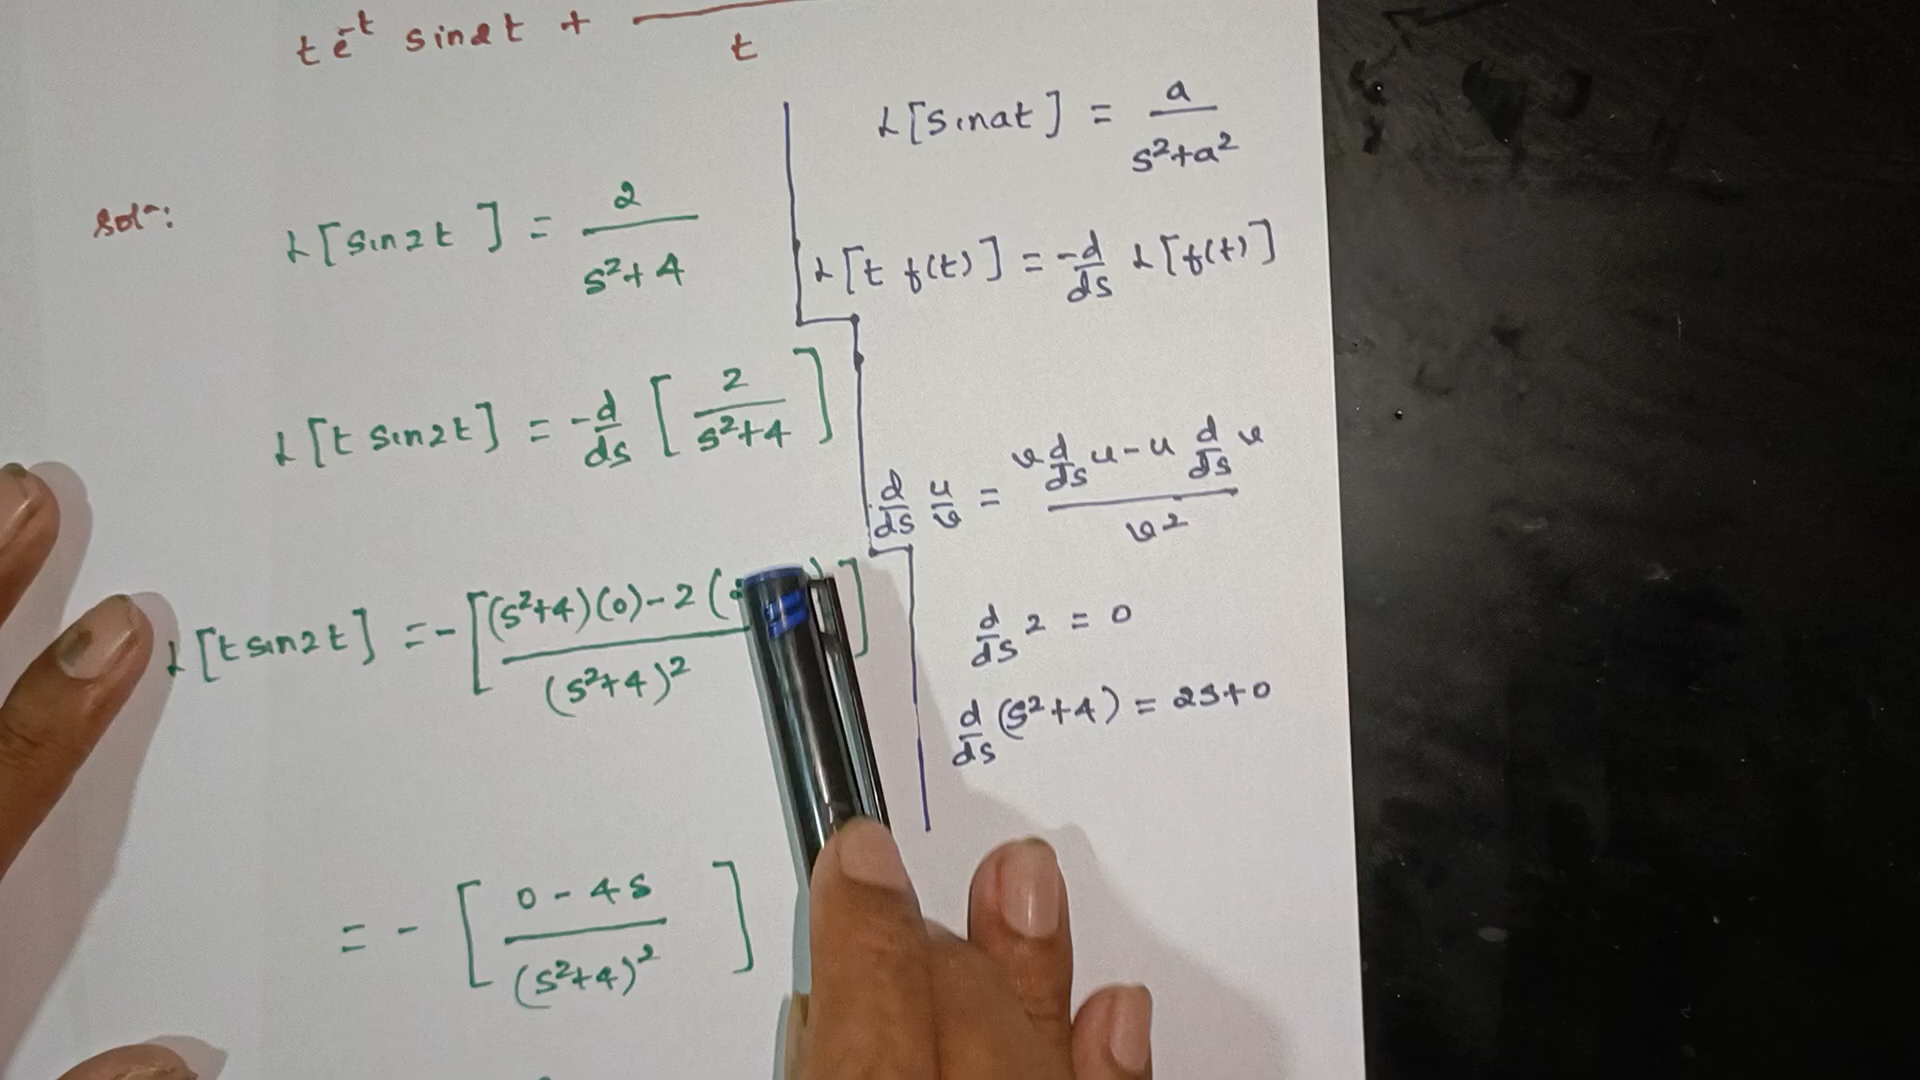 t e^-t sin2t + ――― / t
Sol^n:
L[sin2t] = 2 / s²+4
L[t sin2t] = -d/ds [2 / s²+4]
L[t sin2t] = -[(s²+4)(0)-2( ) / (s²+4)²]
= - [0 - 4s / (s²+4)²]
L[sinat] = a / s²+a²
L[t f(t)] = -d/ds L[f(t)]
d/ds u/v = v d/ds u - u d/ds v / v²
d/ds 2 = 0
d/ds (s²+4) = 2s+0